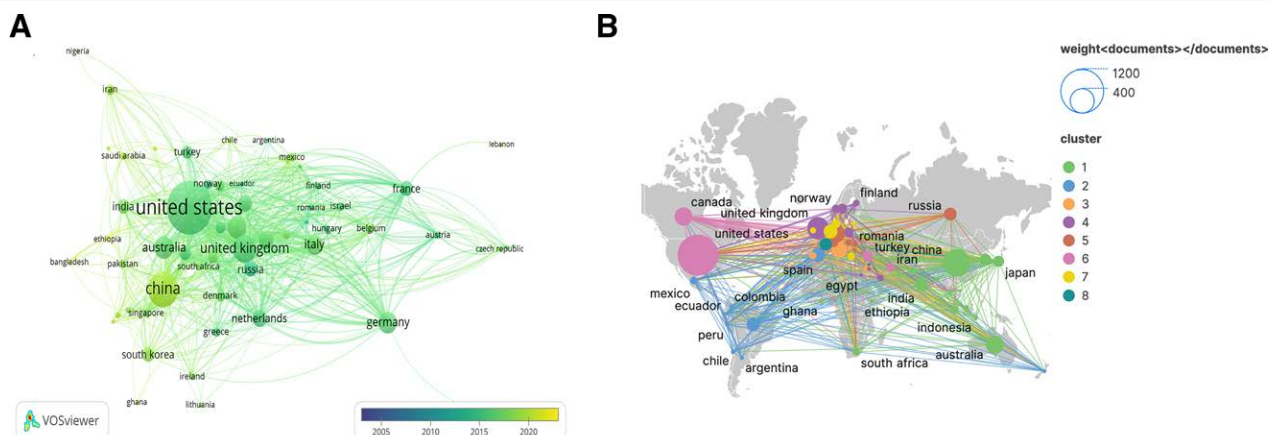 A
nigeria
iran
chile
argentina
lebanon
saudi arabia
turkey
mexico
norway
ecuador
finland
france
india
united states
romania
israel
ethiopia
hungary
belgium
austria
australia
united kingdom
italy
czech republic
bangladesh
pakistan
south africa
russia
china
denmark
singapore
netherlands
germany
greece
south korea
ireland
ghana
lithuania
VOSviewer
2005
2010
2015
2020
B
canada
norway
finland
united kingdom
russia
united states
romania
turkey
china
iran
spain
japan
mexico
egypt
ecuador
colombia
india
ghana
ethiopia
peru
indonesia
chile
argentina
south africa
australia
weight<documents></documents>
1200
400
cluster
1
2
3
4
5
6
7
8